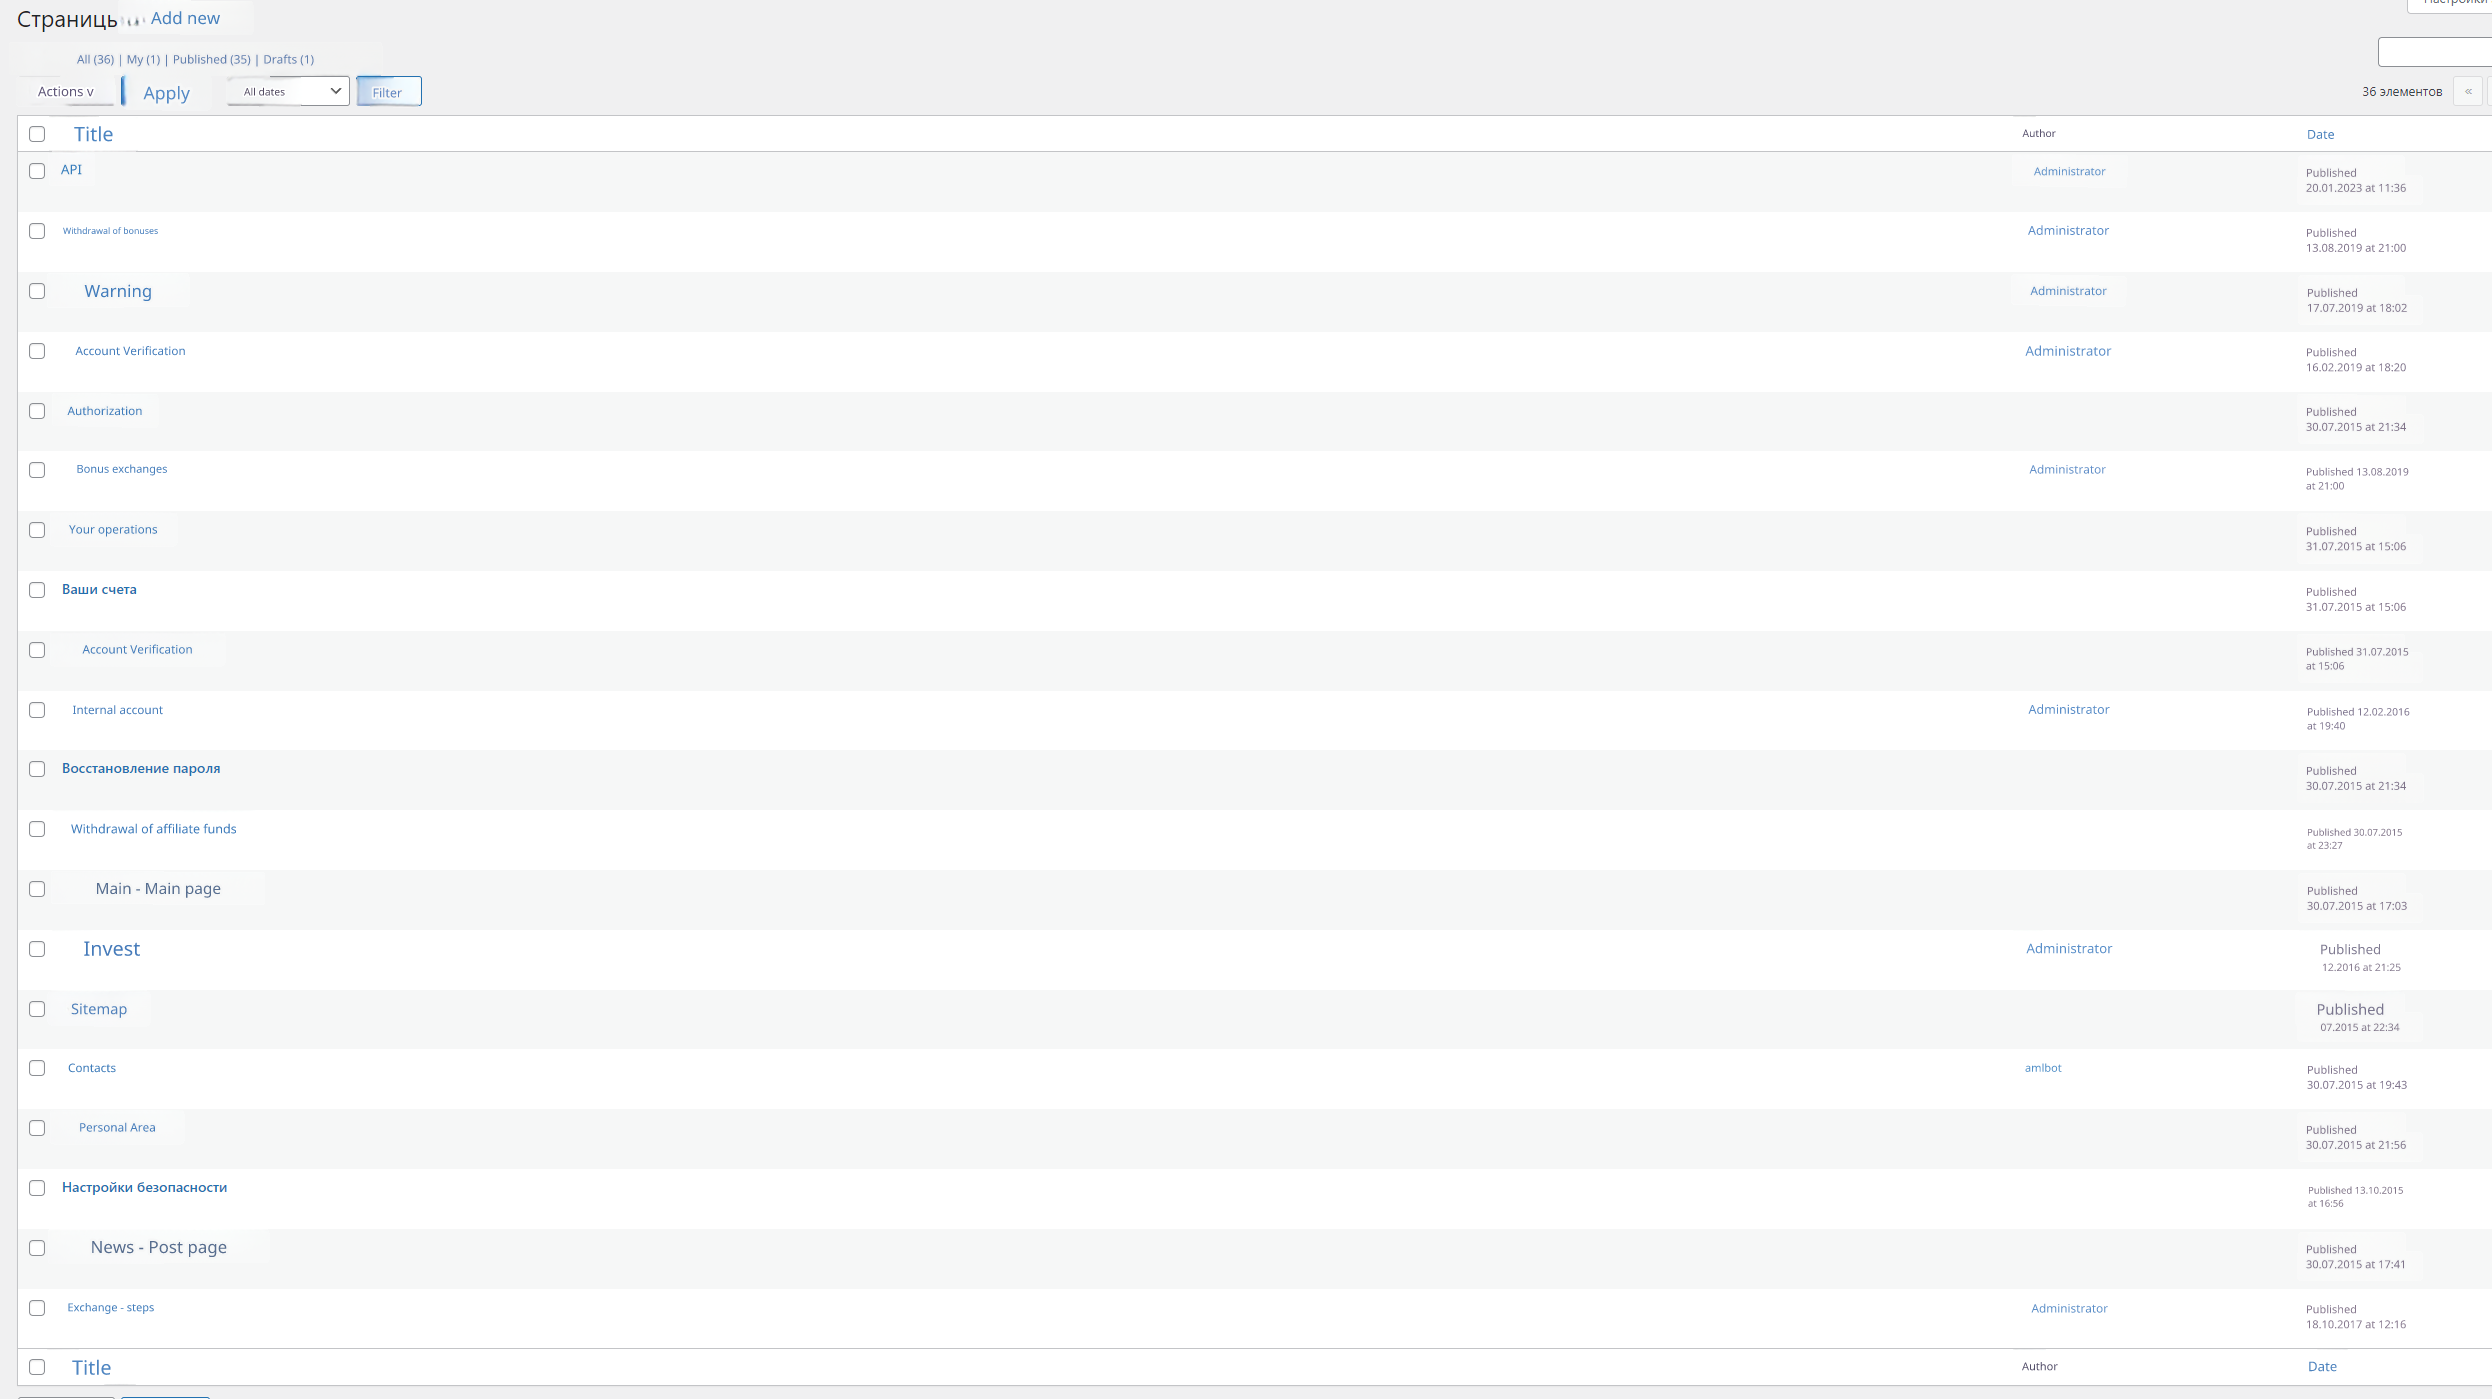 Страницы Add new
All (36) | My (1) | Published (35) | Drafts (1)
Actions v Apply All dates Filter 36 элементов «
Title Author Date
API Administrator Published
20.01.2023 at 11:36
Withdrawal of bonuses Administrator Published
13.08.2019 at 21:00
Warning Administrator Published
17.07.2019 at 18:02
Account Verification Administrator Published
16.02.2019 at 18:20
Authorization Published
30.07.2015 at 21:34
Bonus exchanges Administrator Published 13.08.2019
at 21:00
Your operations Published
31.07.2015 at 15:06
Ваши счета Published
31.07.2015 at 15:06
Account Verification Published 31.07.2015
at 15:06
Internal account Administrator Published 12.02.2016
at 19:40
Восстановление пароля Published
30.07.2015 at 21:34
Withdrawal of affiliate funds Published 30.07.2015
at 23:27
Main - Main page Published
30.07.2015 at 17:03
Invest Administrator Published
12.2016 at 21:25
Sitemap Published
07.2015 at 22:34
Contacts amlbot Published
30.07.2015 at 19:43
Personal Area Published
30.07.2015 at 21:56
Настройки безопасности Published 13.10.2015
at 16:56
News - Post page Published
30.07.2015 at 17:41
Exchange - steps Administrator Published
18.10.2017 at 12:16
Title Author Date